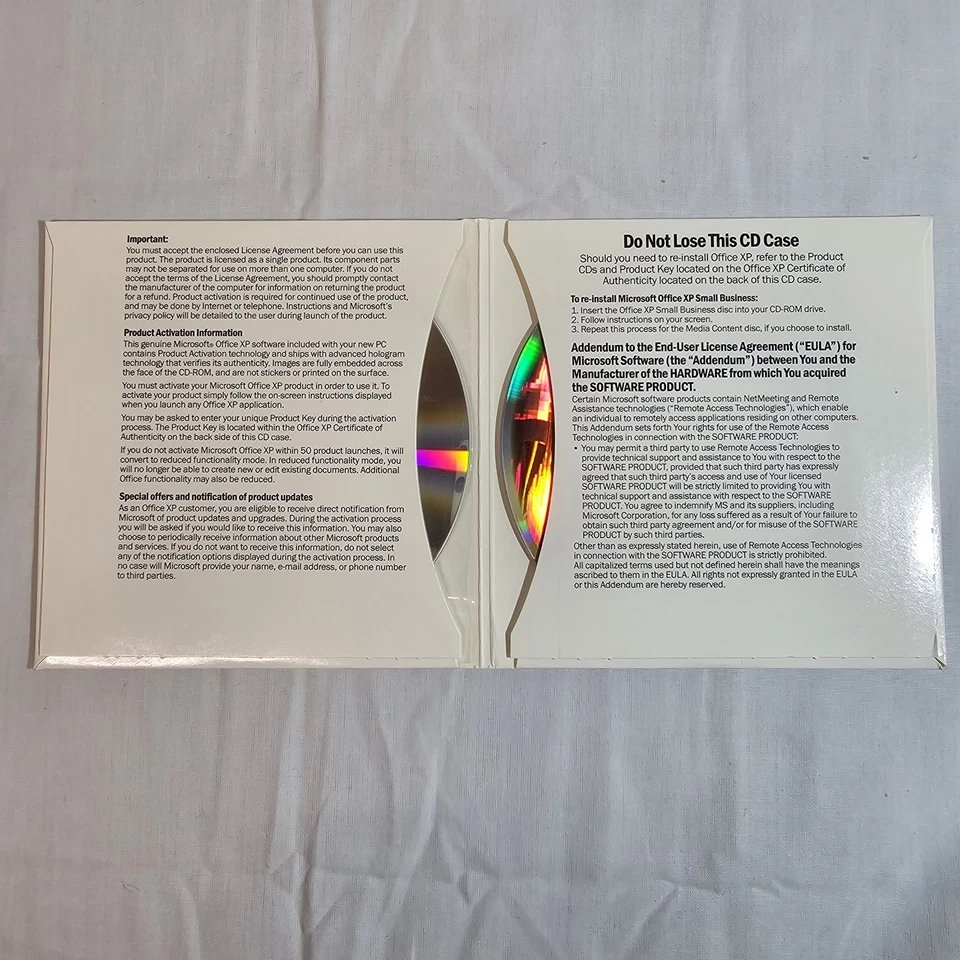 Important:
You must accept the enclosed License Agreement before you can use this
product. The product is licensed as a single product. Its component parts
may not be separated for use on more than one computer. If you do not
accept the terms of the License Agreement, you should promptly contact
the manufacturer of the computer for information on returning the product
for a refund. Product activation is required for continued use of the product,
and may be done by Internet or telephone. Instructions and Microsoft's
privacy policy will be detailed to the user during launch of the product.
Product Activation Information
This genuine Microsoft® Office XP software included with your new PC
contains Product Activation technology and ships with advanced hologram
technology that verifies its authenticity. Images are fully embedded across
the face of the CD-ROM, and are not stickers or printed on the surface.
You must activate your Microsoft Office XP product in order to use it. To
activate your product simply follow the on-screen instructions displayed
when you launch any Office XP application.
You may be asked to enter your unique Product Key during the activation
process. The Product Key is located within the Office XP Certificate of
Authenticity on the back side of this CD case.
If you do not activate Microsoft Office XP within 50 product launches, it will
convert to reduced functionality mode. In reduced functionality mode, you
will no longer be able to create new or edit existing documents. Additional
Office functionality may also be reduced.
Special offers and notification of product updates
As an Office XP customer, you are eligible to receive direct notification from
Microsoft of product updates and upgrades. During the activation process
you will be asked if you would like to receive this information. You may also
choose to periodically receive information about other Microsoft products
and services. If you do not want to receive this information, do not select
any of the notification options displayed during the activation process. In
no case will Microsoft provide your name, e-mail address, or phone number
to third parties.
Do Not Lose This CD Case
Should you need to re-install Office XP, refer to the Product
CDs and Product Key located on the Office XP Certificate of
Authenticity located on the back of this CD case.
To re-install Microsoft Office XP Small Business:
1. Insert the Office XP Small Business disc into your CD-ROM drive.
2. Follow instructions on your screen.
3. Repeat this process for the Media Content disc, if you choose to install.
Addendum to the End-User License Agreement ("EULA") for
Microsoft Software (the "Addendum") between You and the
Manufacturer of the HARDWARE from which You acquired
the SOFTWARE PRODUCT.
Certain Microsoft software products contain NetMeeting and Remote
Assistance technologies ("Remote Access Technologies"), which enable
an individual to remotely access applications residing on other computers.
This Addendum sets forth Your rights for use of the Remote Access
Technologies in connection with the SOFTWARE PRODUCT:
• You may permit a third party to use Remote Access Technologies to
provide technical support and assistance to You with respect to the
SOFTWARE PRODUCT, provided that such third party has expressly
agreed that such third party's access and use of Your licensed
SOFTWARE PRODUCT will be strictly limited to providing You with
technical support and assistance with respect to the SOFTWARE
PRODUCT. You agree to indemnify MS and its suppliers, including
Microsoft Corporation, for any loss suffered as a result of Your failure to
obtain such third party agreement and/or for misuse of the SOFTWARE
PRODUCT by such third parties.
Other than as expressly stated herein, use of Remote Access Technologies
in connection with the SOFTWARE PRODUCT is strictly prohibited.
All capitalized terms used but not defined herein shall have the meanings
ascribed to them in the EULA. All rights not expressly granted in the EULA
or this Addendum are hereby reserved.